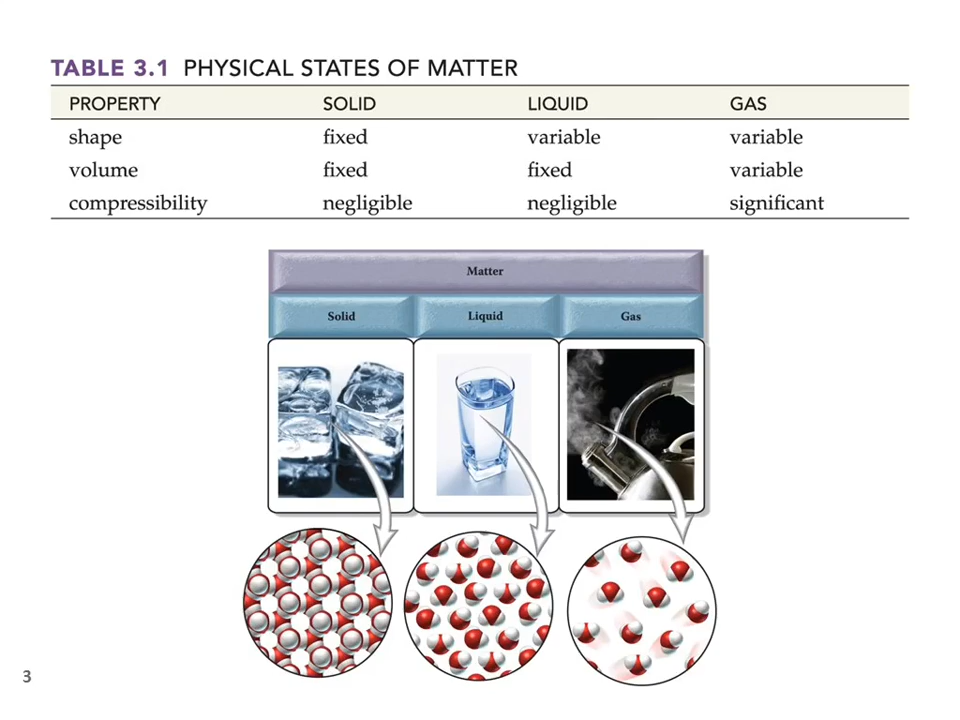 TABLE 3.1 PHYSICAL STATES OF MATTER
PROPERTY SOLID LIQUID GAS
shape fixed variable variable
volume fixed fixed variable
compressibility negligible negligible significant
Matter
Solid Liquid Gas
3